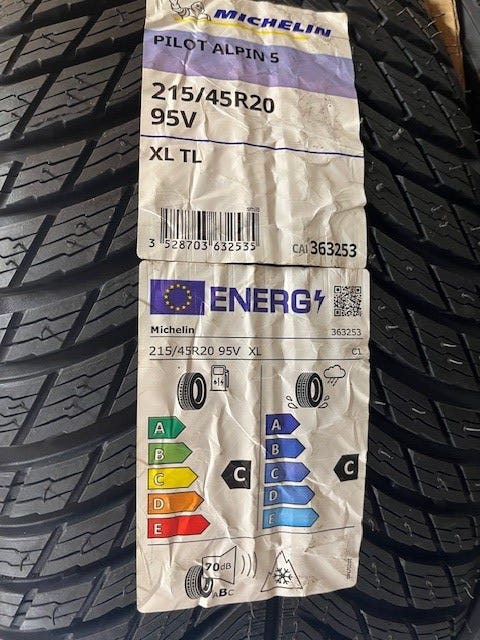 MICHELIN
PILOT ALPIN 5
215/45R20
95V
XL TL
3 528703 632535
CAI 363253
ENERG
Michelin 363253
215/45R20 95V XL C1
A A
B B
C C C C
D D
E E
70dB
ABC